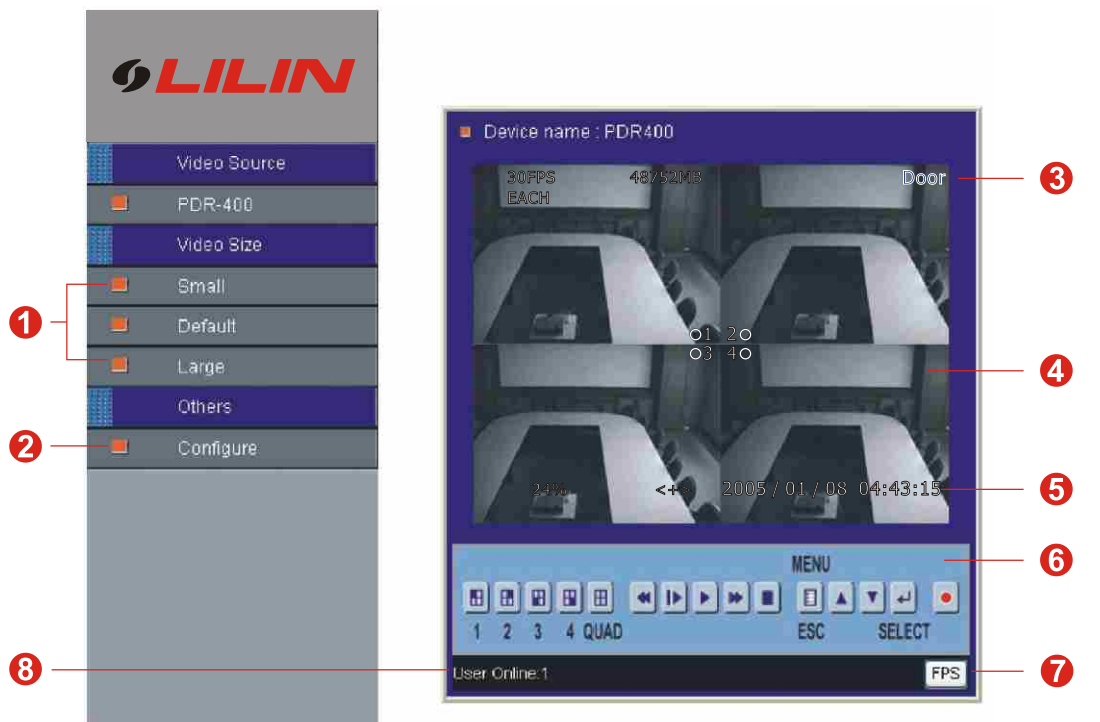 LILIN
Video Source
PDR-400
Video Size
1
Small
Default
Large
Others
2
Configure
Device name : PDR400
30FPS 48/52MB Door
EACH
3
1 2
3 4
4
24% <+> 2005 / 01 / 08 04:43:15
5
MENU
6
1 2 3 4 QUAD ESC SELECT
8
User Online:1 FPS
7